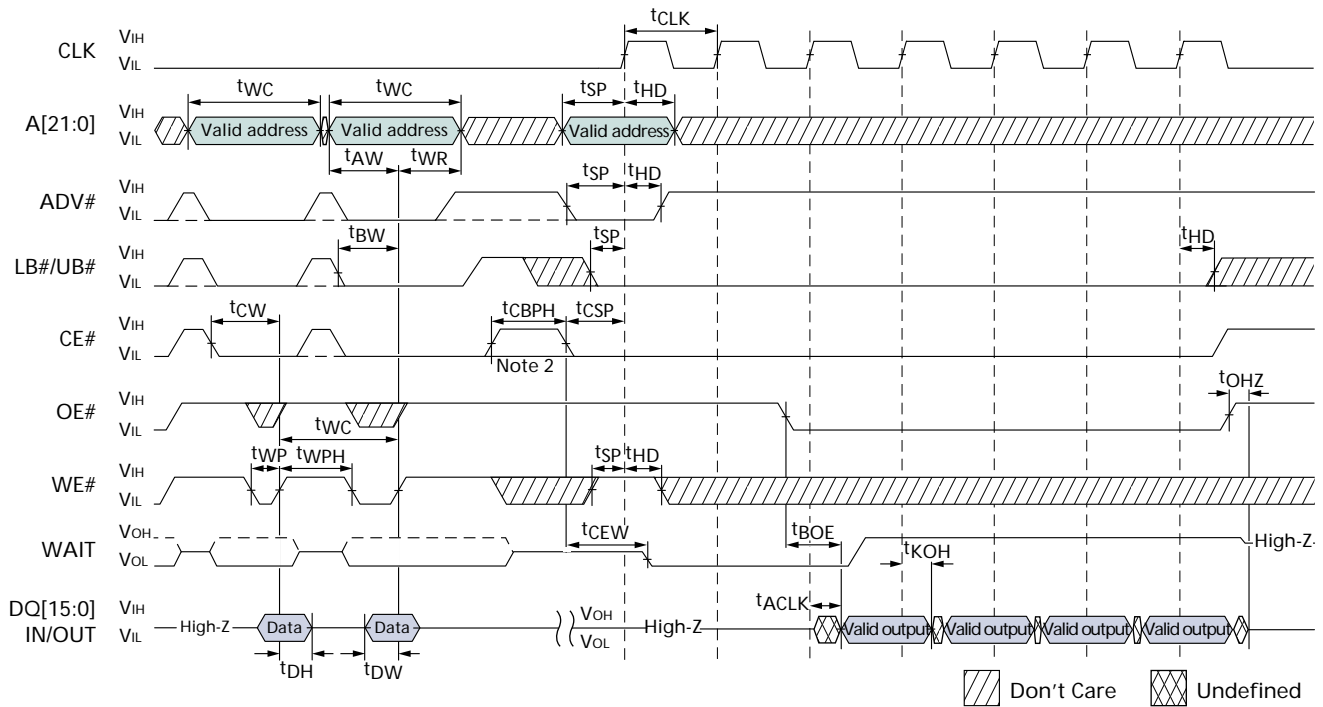 tCLK
CLK VIH
VIL
tWC tWC tSP tHD
A[21:0] VIH
VIL
Valid address Valid address Valid address
tAW tWR
ADV# VIH
VIL
tSP tHD
tBW tSP tHD
LB#/UB# VIH
VIL
tCW tCBPH tCSP
CE# VIH
VIL
Note 2
OE# VIH
VIL
tOHZ
tWC
tWP tWPH tSP tHD
WE# VIH
VIL
WAIT VOH
VOL
tCEW tBOE tKOH High-Z
tACLK
DQ[15:0]
IN/OUT
VIH
VIL
High-Z Data Data VOH
VOL
High-Z Valid output Valid output Valid output Valid output
tDH tDW
Don't Care Undefined